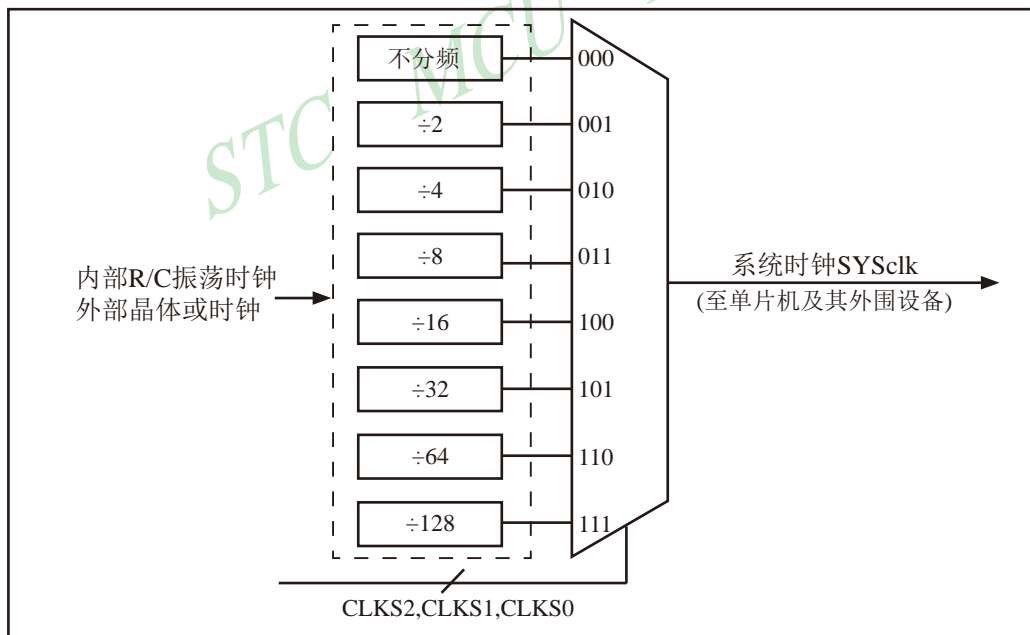 STC MCU
不分频
000
÷2
001
÷4
010
÷8
011
÷16
100
÷32
101
÷64
110
÷128
111
内部R/C振荡时钟
外部晶体或时钟
系统时钟SYSclk
(至单片机及其外围设备)
CLKS2,CLKS1,CLKS0